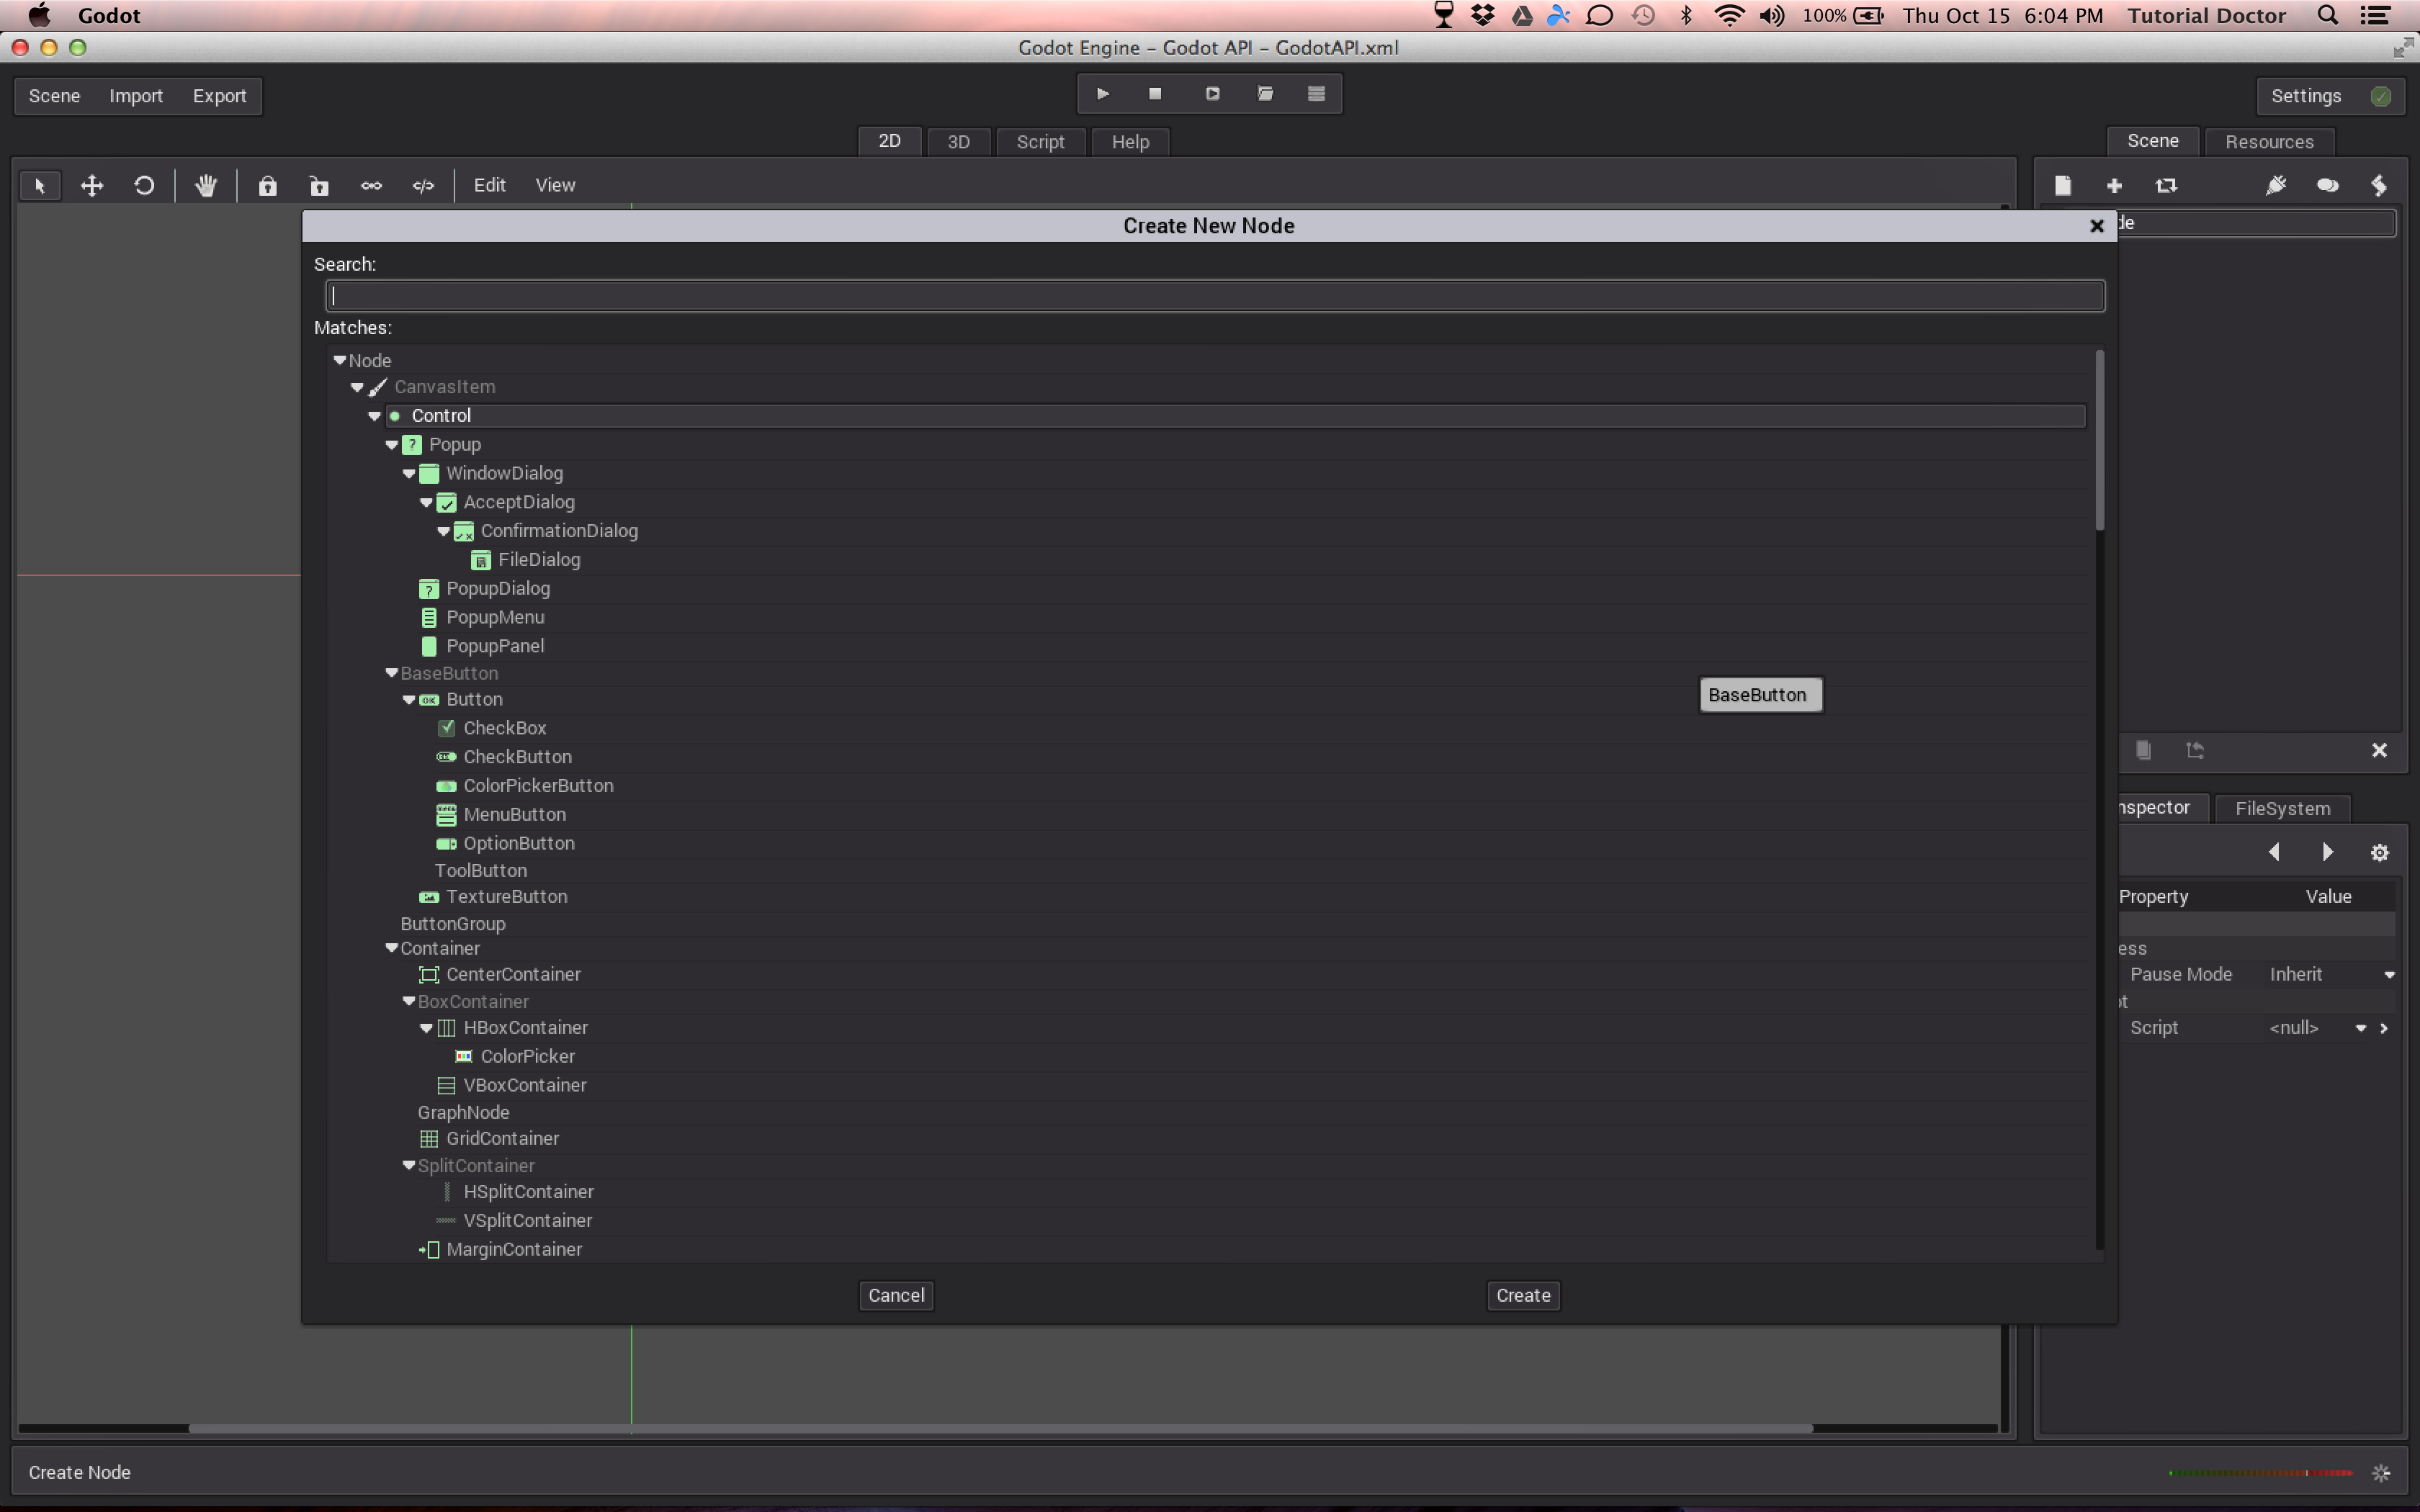 Godot
100%
Thu Oct 15 6:04 PM
Tutorial Doctor
Godot Engine – Godot API – GodotAPI.xml
Scene Import Export
Settings
2D 3D Script Help
Scene Resources
Edit View
Create New Node
de
Search:
Matches:
Node
CanvasItem
Control
Popup
WindowDialog
AcceptDialog
ConfirmationDialog
FileDialog
PopupDialog
PopupMenu
PopupPanel
BaseButton
Button
BaseButton
CheckBox
CheckButton
ColorPickerButton
MenuButton
OptionButton
ToolButton
TextureButton
ButtonGroup
Container
CenterContainer
BoxContainer
HBoxContainer
ColorPicker
VBoxContainer
GraphNode
GridContainer
SplitContainer
HSplitContainer
VSplitContainer
MarginContainer
Cancel Create
nspector FileSystem
Property Value
ess
Pause Mode Inherit
ot
Script <null>
Create Node